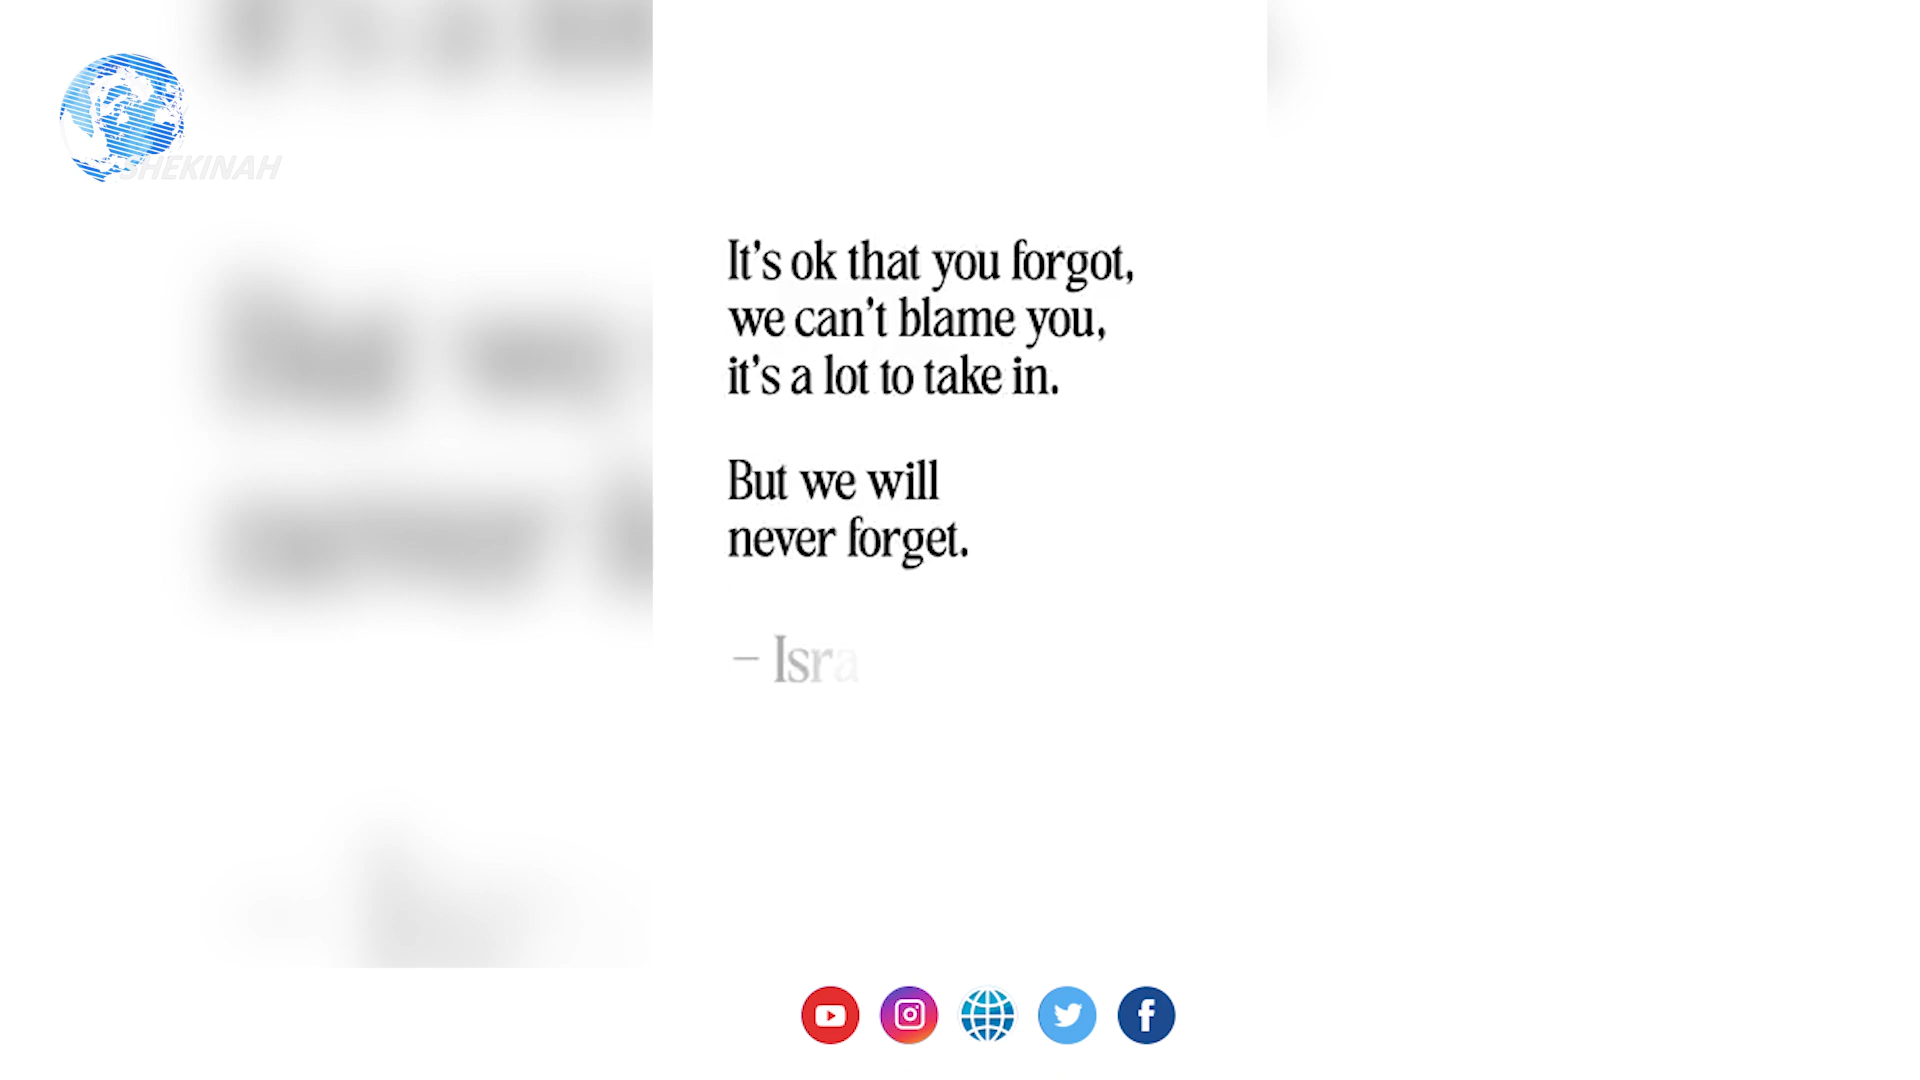 SHEKINAH
It’s ok that you forgot,
we can’t blame you,
it’s a lot to take in.
But we will
never forget.
– Isra